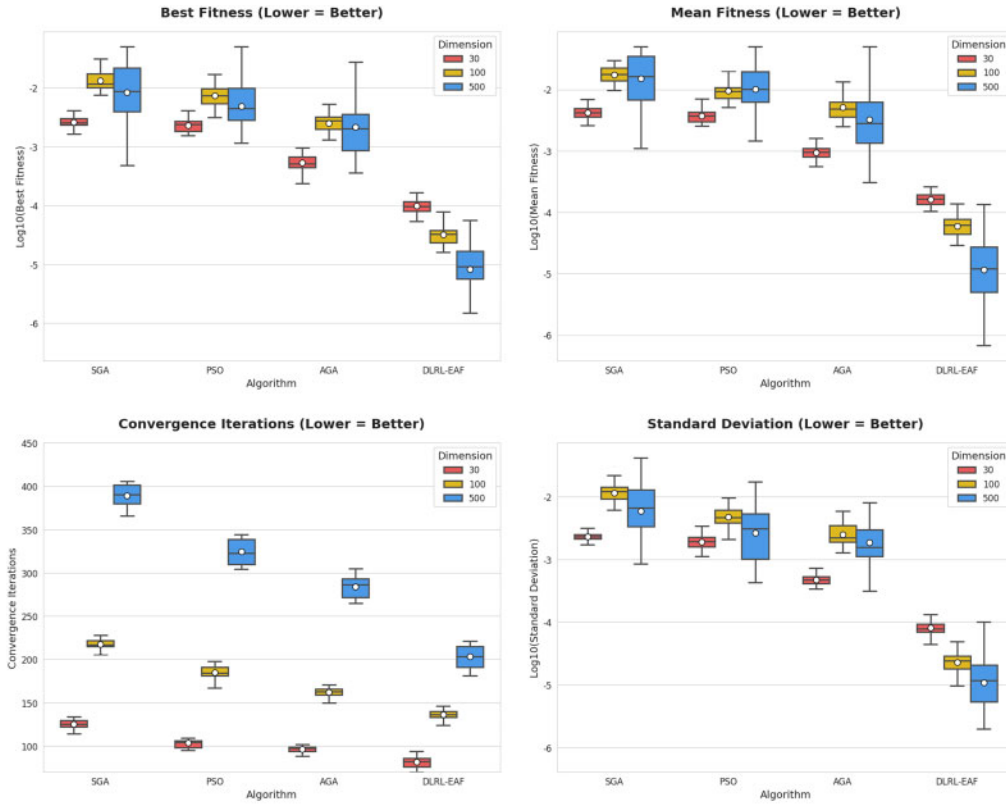 Best Fitness (Lower = Better)
Log10(Best Fitness)
-2
-3
-4
-5
-6
Dimension
30
100
500
SGA
PSO
AGA
DLRL-EAF
Algorithm
Mean Fitness (Lower = Better)
Log10(Mean Fitness)
-2
-3
-4
-5
-6
Dimension
30
100
500
SGA
PSO
AGA
DLRL-EAF
Algorithm
Convergence Iterations (Lower = Better)
Convergence Iterations
450
400
350
300
250
200
150
100
Dimension
30
100
500
SGA
PSO
AGA
DLRL-EAF
Algorithm
Standard Deviation (Lower = Better)
Log10(Standard Deviation)
-2
-3
-4
-5
-6
Dimension
30
100
500
SGA
PSO
AGA
DLRL-EAF
Algorithm